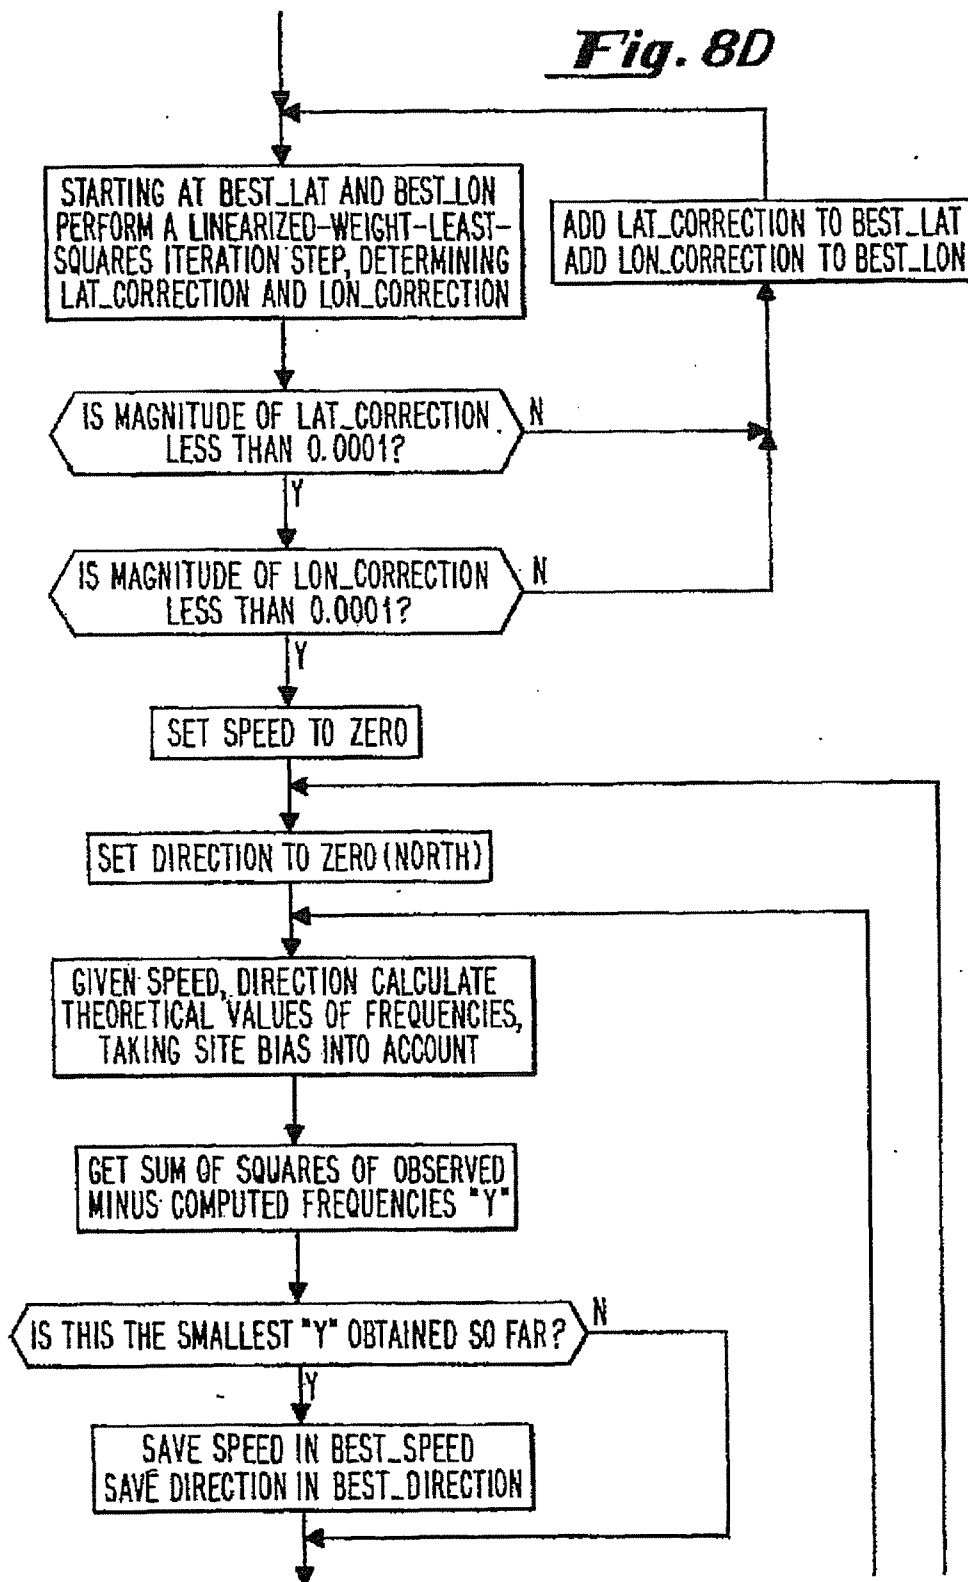 Fig. 8D
STARTING AT BEST_LAT AND BEST_LON
PERFORM A LINEARIZED-WEIGHT-LEAST-
SQUARES ITERATION STEP, DETERMINING
LAT_CORRECTION AND LON_CORRECTION
ADD LAT_CORRECTION TO BEST_LAT
ADD LON_CORRECTION TO BEST_LON
IS MAGNITUDE OF LAT_CORRECTION
LESS THAN 0.0001?
N
Y
IS MAGNITUDE OF LON_CORRECTION
LESS THAN 0.0001?
N
Y
SET SPEED TO ZERO
SET DIRECTION TO ZERO (NORTH)
GIVEN SPEED, DIRECTION CALCULATE
THEORETICAL VALUES OF FREQUENCIES,
TAKING SITE BIAS INTO ACCOUNT
GET SUM OF SQUARES OF OBSERVED
MINUS COMPUTED FREQUENCIES "Y"
IS THIS THE SMALLEST "Y" OBTAINED SO FAR?
N
Y
SAVE SPEED IN BEST_SPEED
SAVE DIRECTION IN BEST_DIRECTION